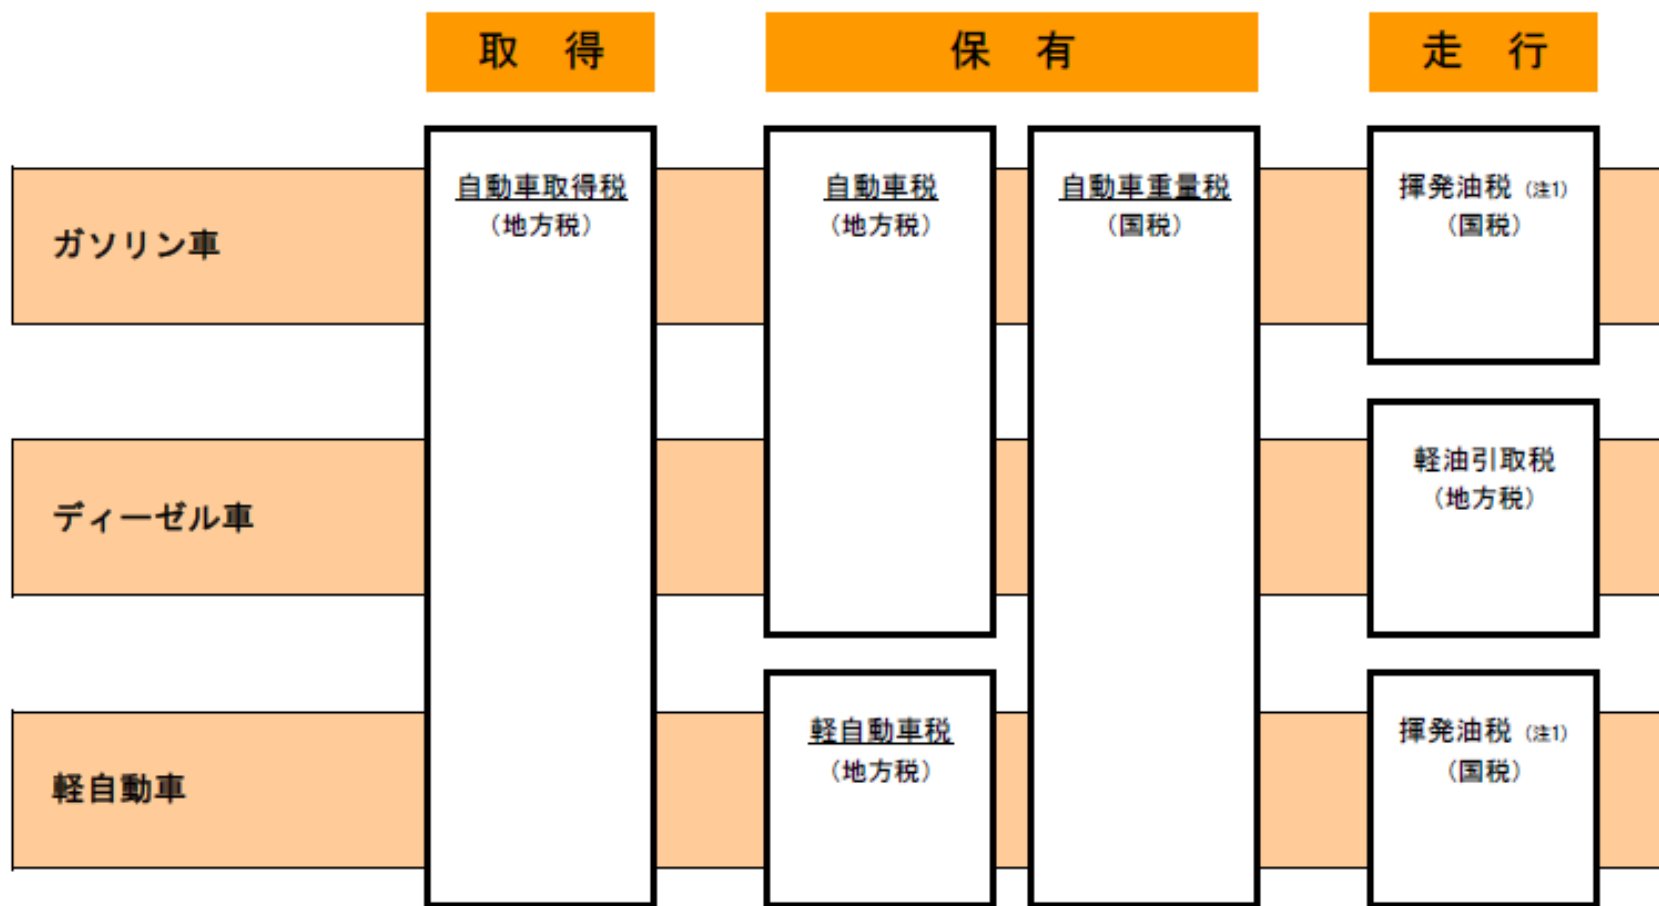 取 得
保 有
走 行
自動車取得税
（地方税）
自動車税
（地方税）
自動車重量税
（国税）
揮発油税（注1）
（国税）
ガソリン車
軽油引取税
（地方税）
ディーゼル車
軽自動車税
（地方税）
揮発油税（注1）
（国税）
軽自動車